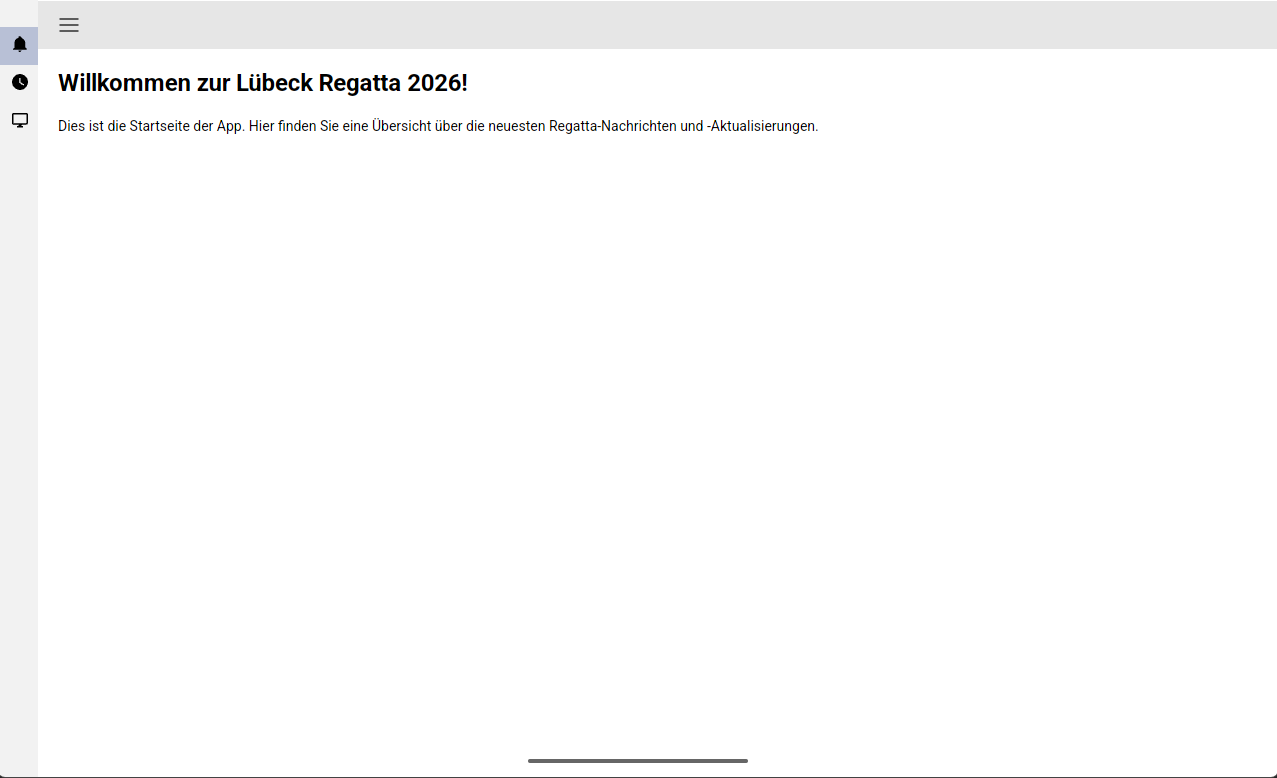 Willkommen zur Lübeck Regatta 2026!
Dies ist die Startseite der App. Hier finden Sie eine Übersicht über die neuesten Regatta-Nachrichten und -Aktualisierungen.